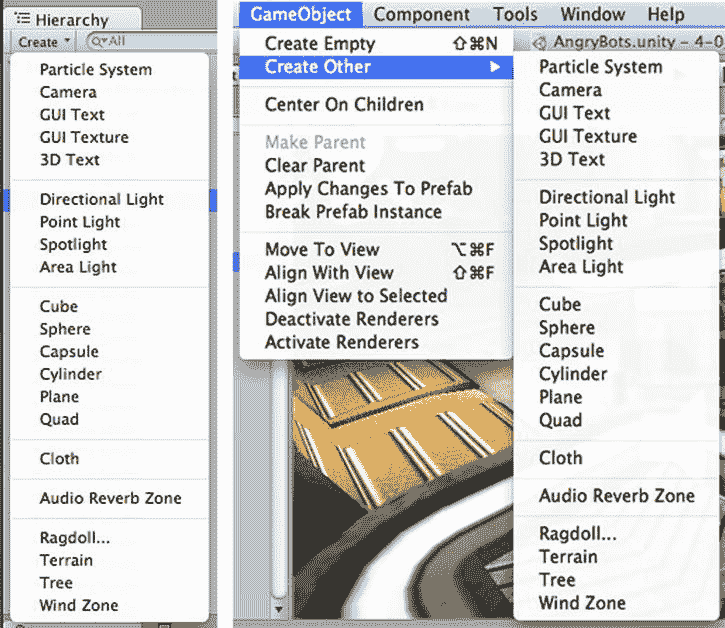 Hierarchy
Create All
Particle System
Camera
GUI Text
GUI Texture
3D Text
Directional Light
Point Light
Spotlight
Area Light
Cube
Sphere
Capsule
Cylinder
Plane
Quad
Cloth
Audio Reverb Zone
Ragdoll...
Terrain
Tree
Wind Zone
GameObject Component Tools Window Help
AngryBots.unity – 4-0
Create Empty ⇧⌘N
Create Other
Center On Children
Make Parent
Clear Parent
Apply Changes To Prefab
Break Prefab Instance
Move To View ⌥⌘F
Align With View ⇧⌘F
Align View to Selected
Deactivate Renderers
Activate Renderers
Particle System
Camera
GUI Text
GUI Texture
3D Text
Directional Light
Point Light
Spotlight
Area Light
Cube
Sphere
Capsule
Cylinder
Plane
Quad
Cloth
Audio Reverb Zone
Ragdoll...
Terrain
Tree
Wind Zone